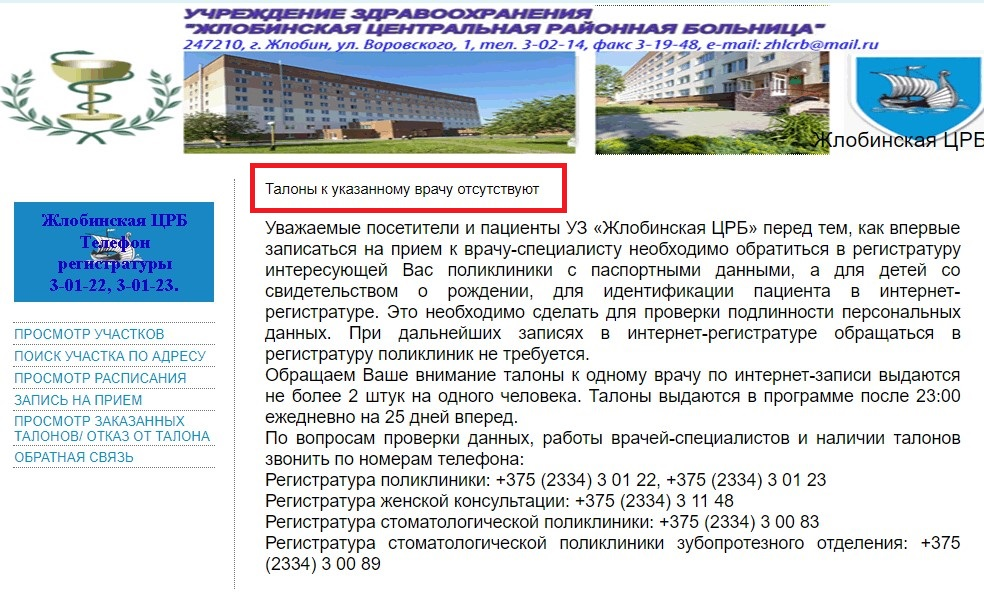 УЧРЕЖДЕНИЕ ЗДРАВООХРАНЕНИЯ
"ЖЛОБИНСКАЯ ЦЕНТРАЛЬНАЯ РАЙОННАЯ БОЛЬНИЦА"
247210, г. Жлобин, ул. Воровского, 1, тел. 3-02-14, факс 3-19-48, e-mail: zhlcrb@mail.ru
Жлобинская ЦРБ
Жлобинская ЦРБ
Телефон
регистратуры
3-01-22, 3-01-23.
ПРОСМОТР УЧАСТКОВ
ПОИСК УЧАСТКА ПО АДРЕСУ
ПРОСМОТР РАСПИСАНИЯ
ЗАПИСЬ НА ПРИЕМ
ПРОСМОТР ЗАКАЗАННЫХ
ТАЛОНОВ/ ОТКАЗ ОТ ТАЛОНА
ОБРАТНАЯ СВЯЗЬ
Талоны к указанному врачу отсутствуют
Уважаемые посетители и пациенты УЗ «Жлобинская ЦРБ» перед тем, как впервые
записаться на прием к врачу-специалисту необходимо обратиться в регистратуру
интересующей Вас поликлиники с паспортными данными, а для детей со
свидетельством о рождении, для идентификации пациента в интернет-
регистратуре. Это необходимо сделать для проверки подлинности персональных
данных. При дальнейших записях в интернет-регистратуре обращаться в
регистратуру поликлиник не требуется.
Обращаем Ваше внимание талоны к одному врачу по интернет-записи выдаются
не более 2 штук на одного человека. Талоны выдаются в программе после 23:00
ежедневно на 25 дней вперед.
По вопросам проверки данных, работы врачей-специалистов и наличии талонов
звонить по номерам телефона:
Регистратура поликлиники: +375 (2334) 3 01 22, +375 (2334) 3 01 23
Регистратура женской консультации: +375 (2334) 3 11 48
Регистратура стоматологической поликлиники: +375 (2334) 3 00 83
Регистратура стоматологической поликлиники зубопротезного отделения: +375
(2334) 3 00 89